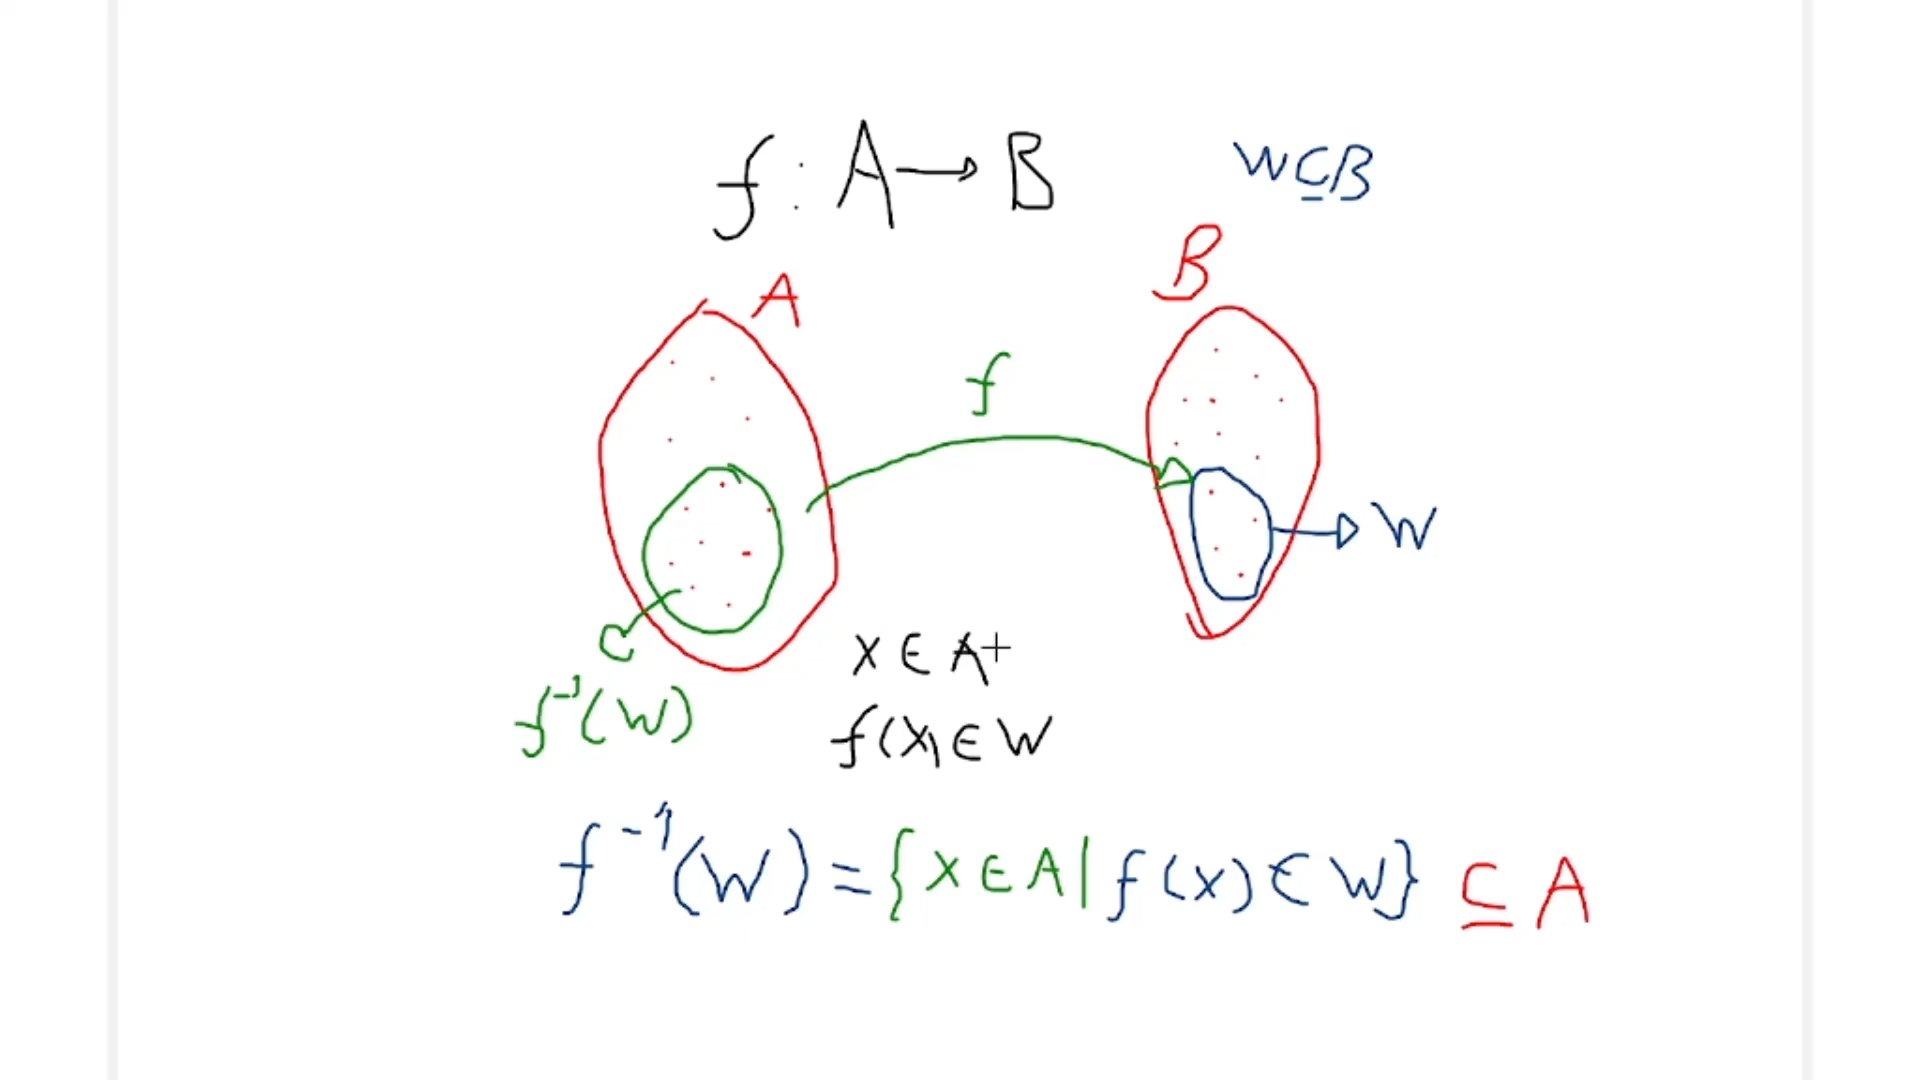 f : A → B W ⊆ B
A B
f
W
x ∈ A
f⁻¹(W) f(x) ∈ W
f⁻¹(W) = {x ∈ A | f(x) ∈ W} ⊆ A